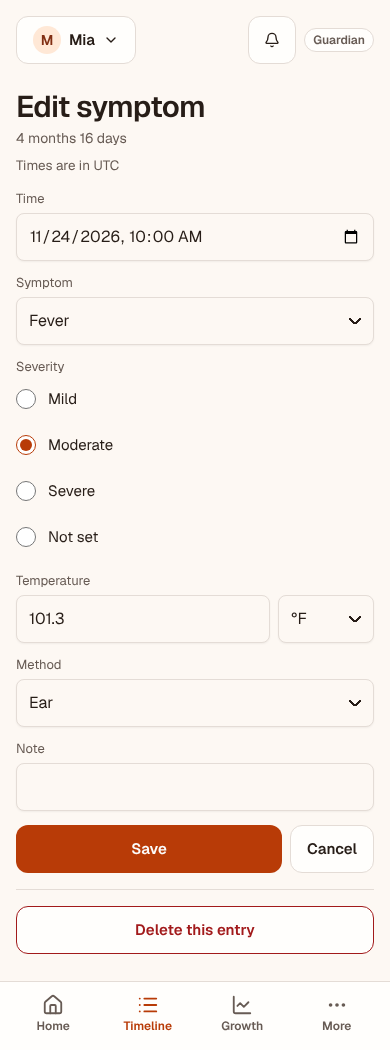 M Mia
Guardian
Edit symptom
4 months 16 days
Times are in UTC
Time
11/24/2026, 10:00 AM
Symptom
Fever
Severity
Mild
Moderate
Severe
Not set
Temperature
101.3 °F
Method
Ear
Note
Save Cancel
Delete this entry
Home Timeline Growth More